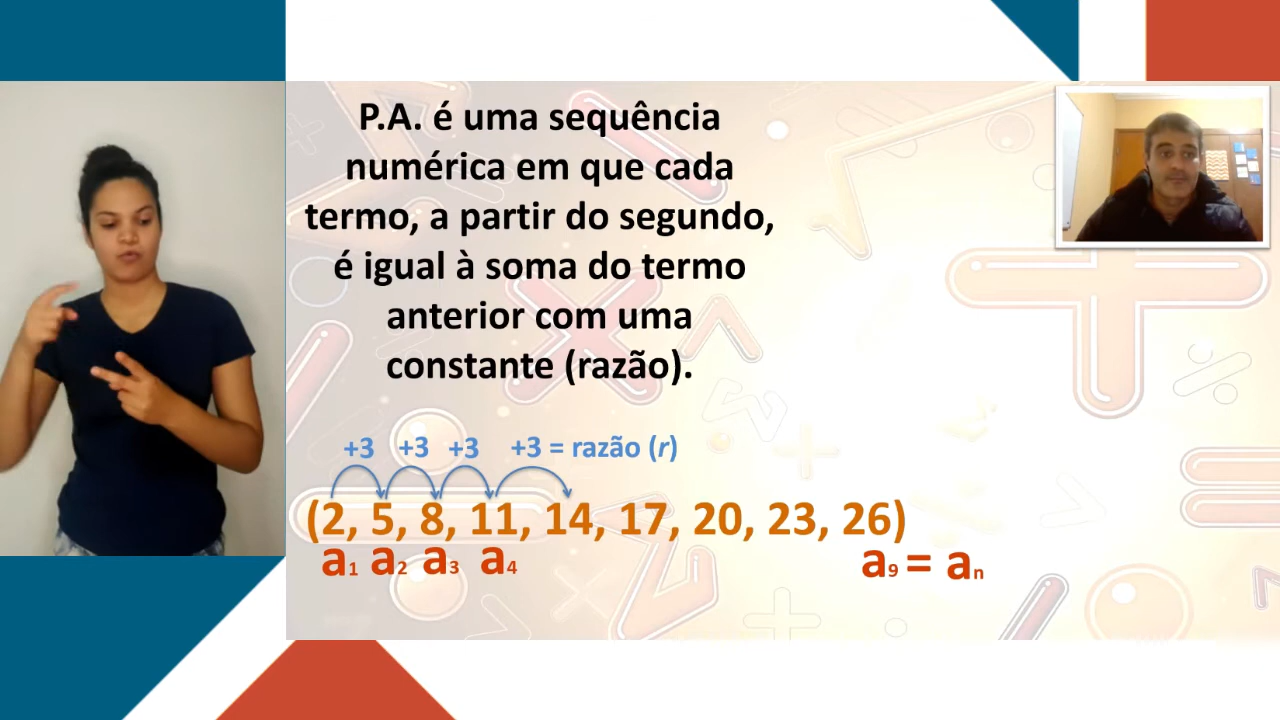 P.A. é uma sequência
numérica em que cada
termo, a partir do segundo,
é igual à soma do termo
anterior com uma
constante (razão).
+3 +3 +3 +3 = razão (r)
(2, 5, 8, 11, 14, 17, 20, 23, 26)
a₁ a₂ a₃ a₄ a₉ = aₙ